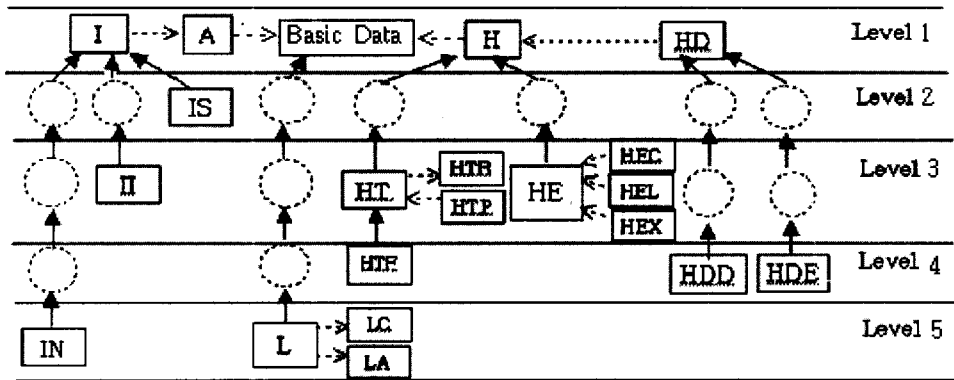 I A Basic Data H HD Level 1
IS Level 2
II HT HTR HTP HE HEC HEL HEX Level 3
HTF HDD HDE Level 4
IN L LC LA Level 5